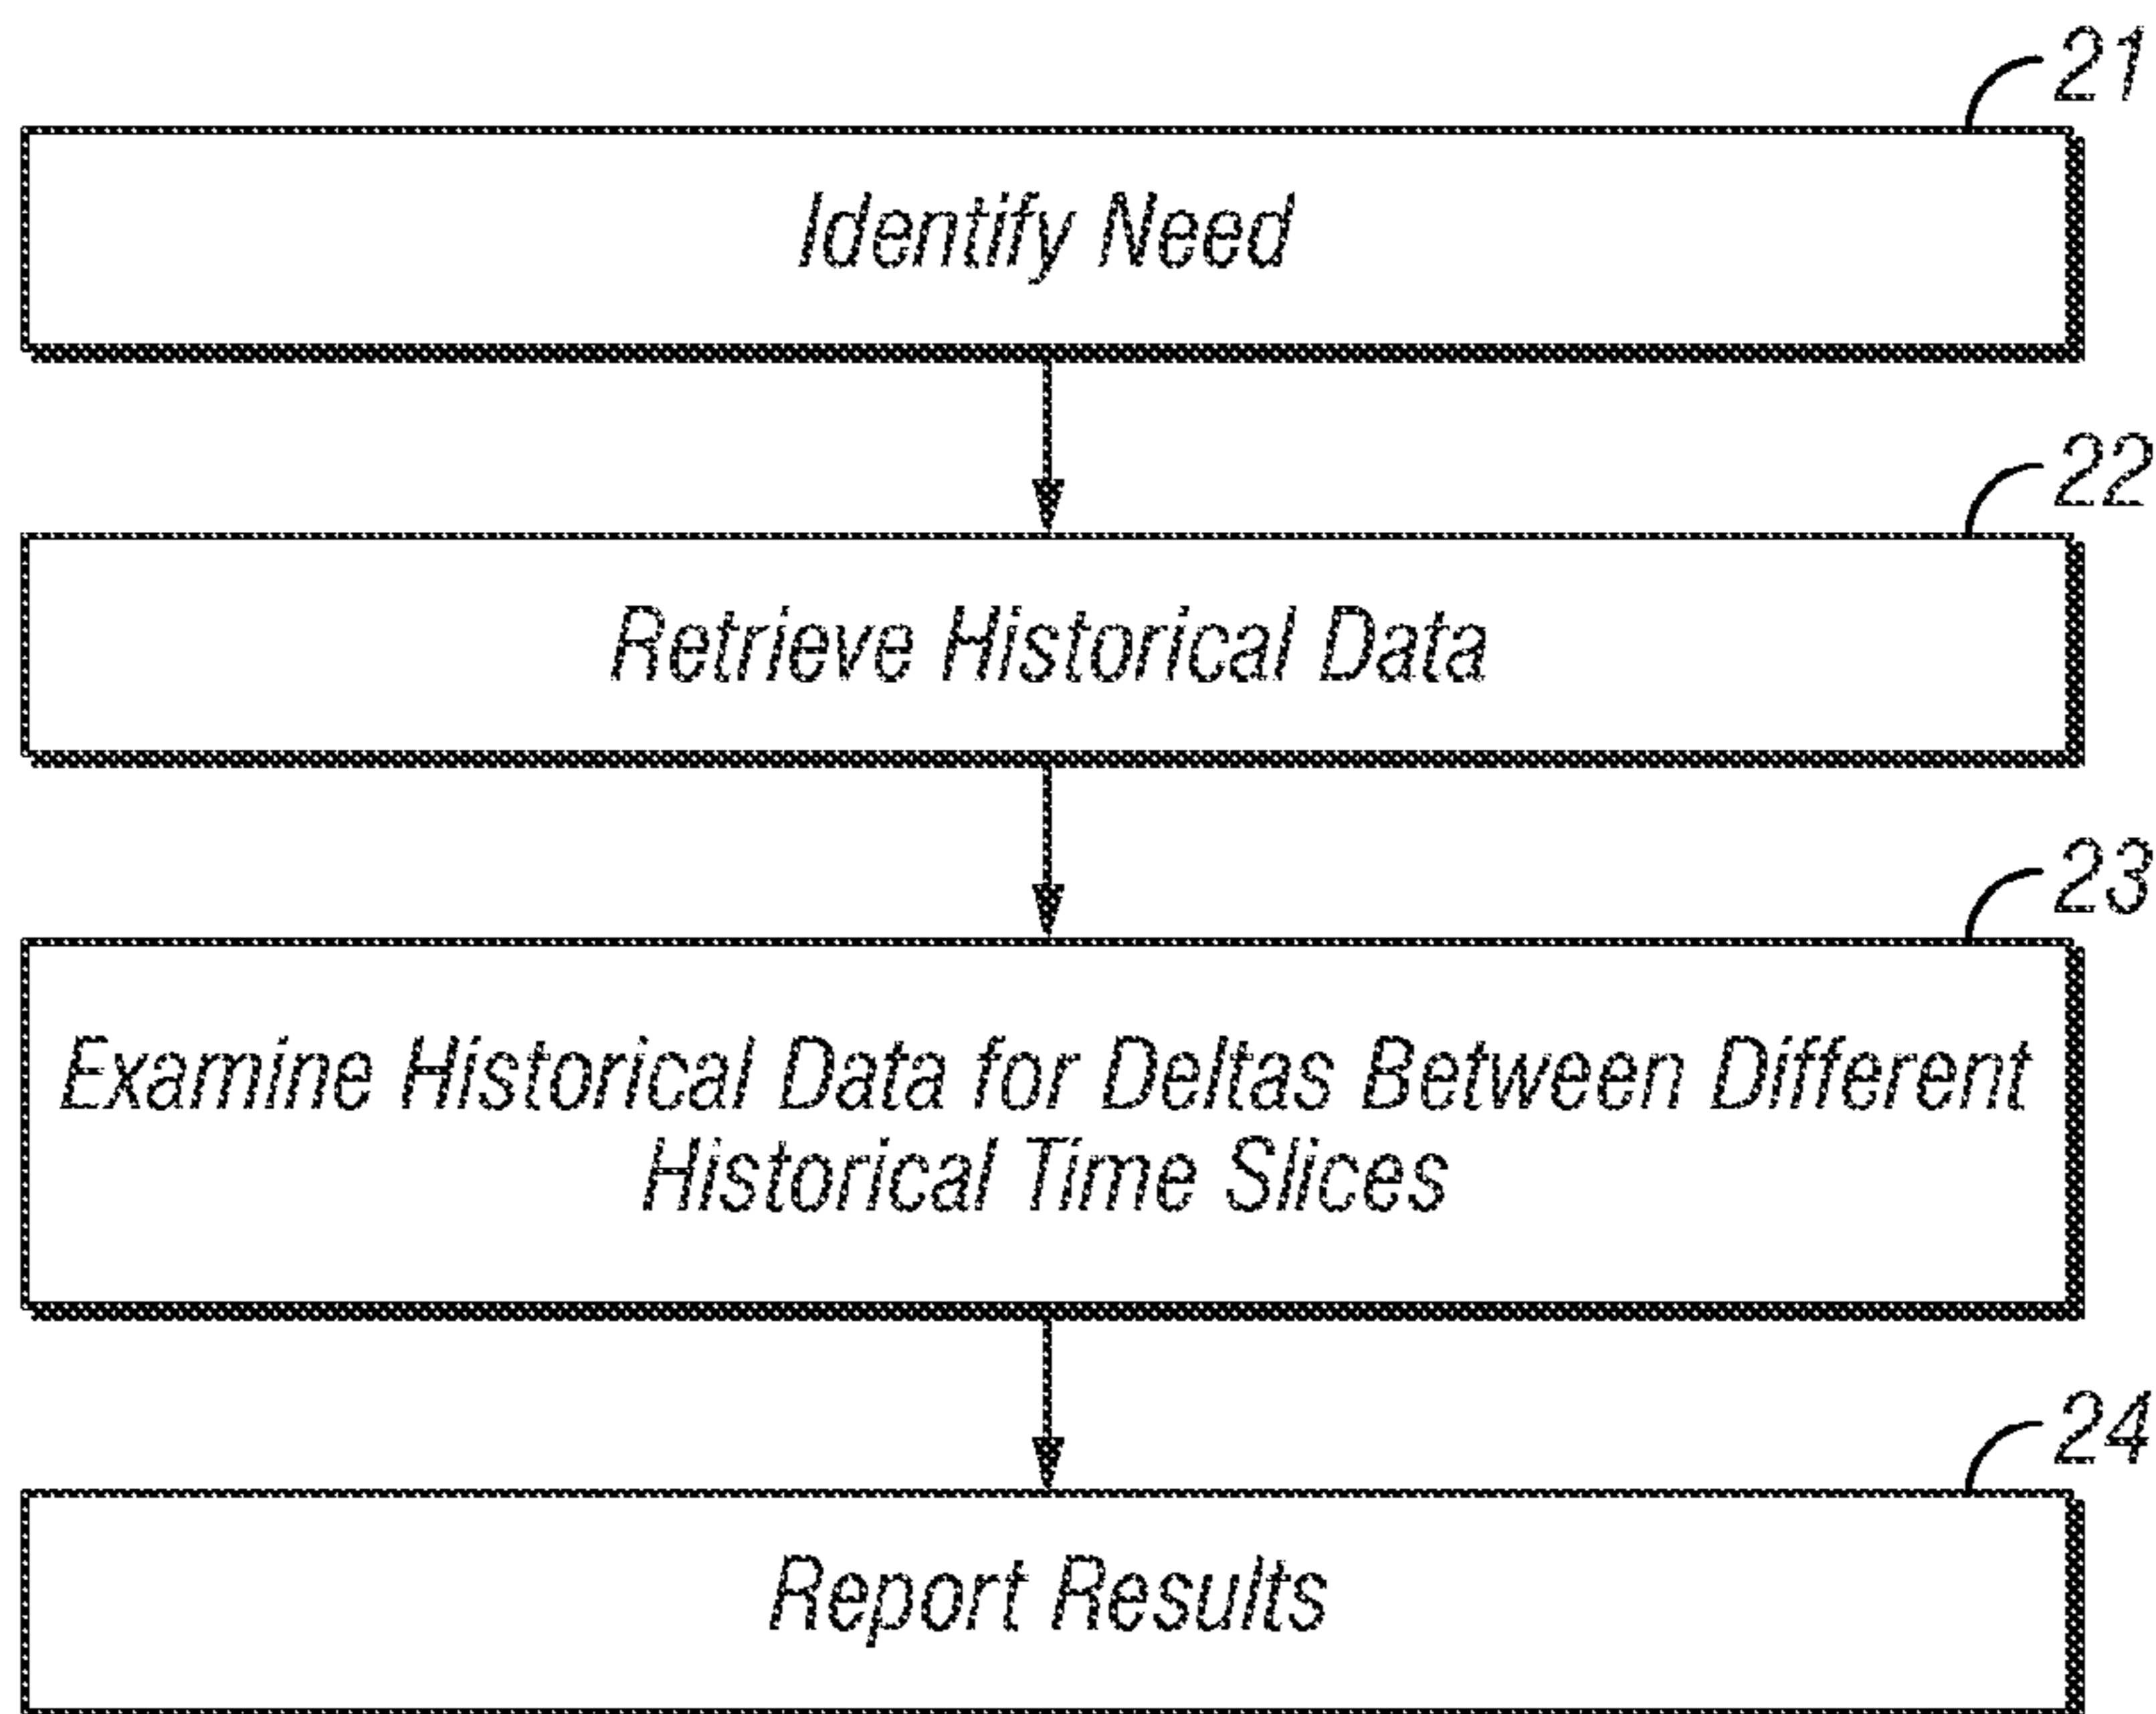 21
Identify Need
22
Retrieve Historical Data
23
Examine Historical Data for Deltas Between Different
Historical Time Slices
24
Report Results